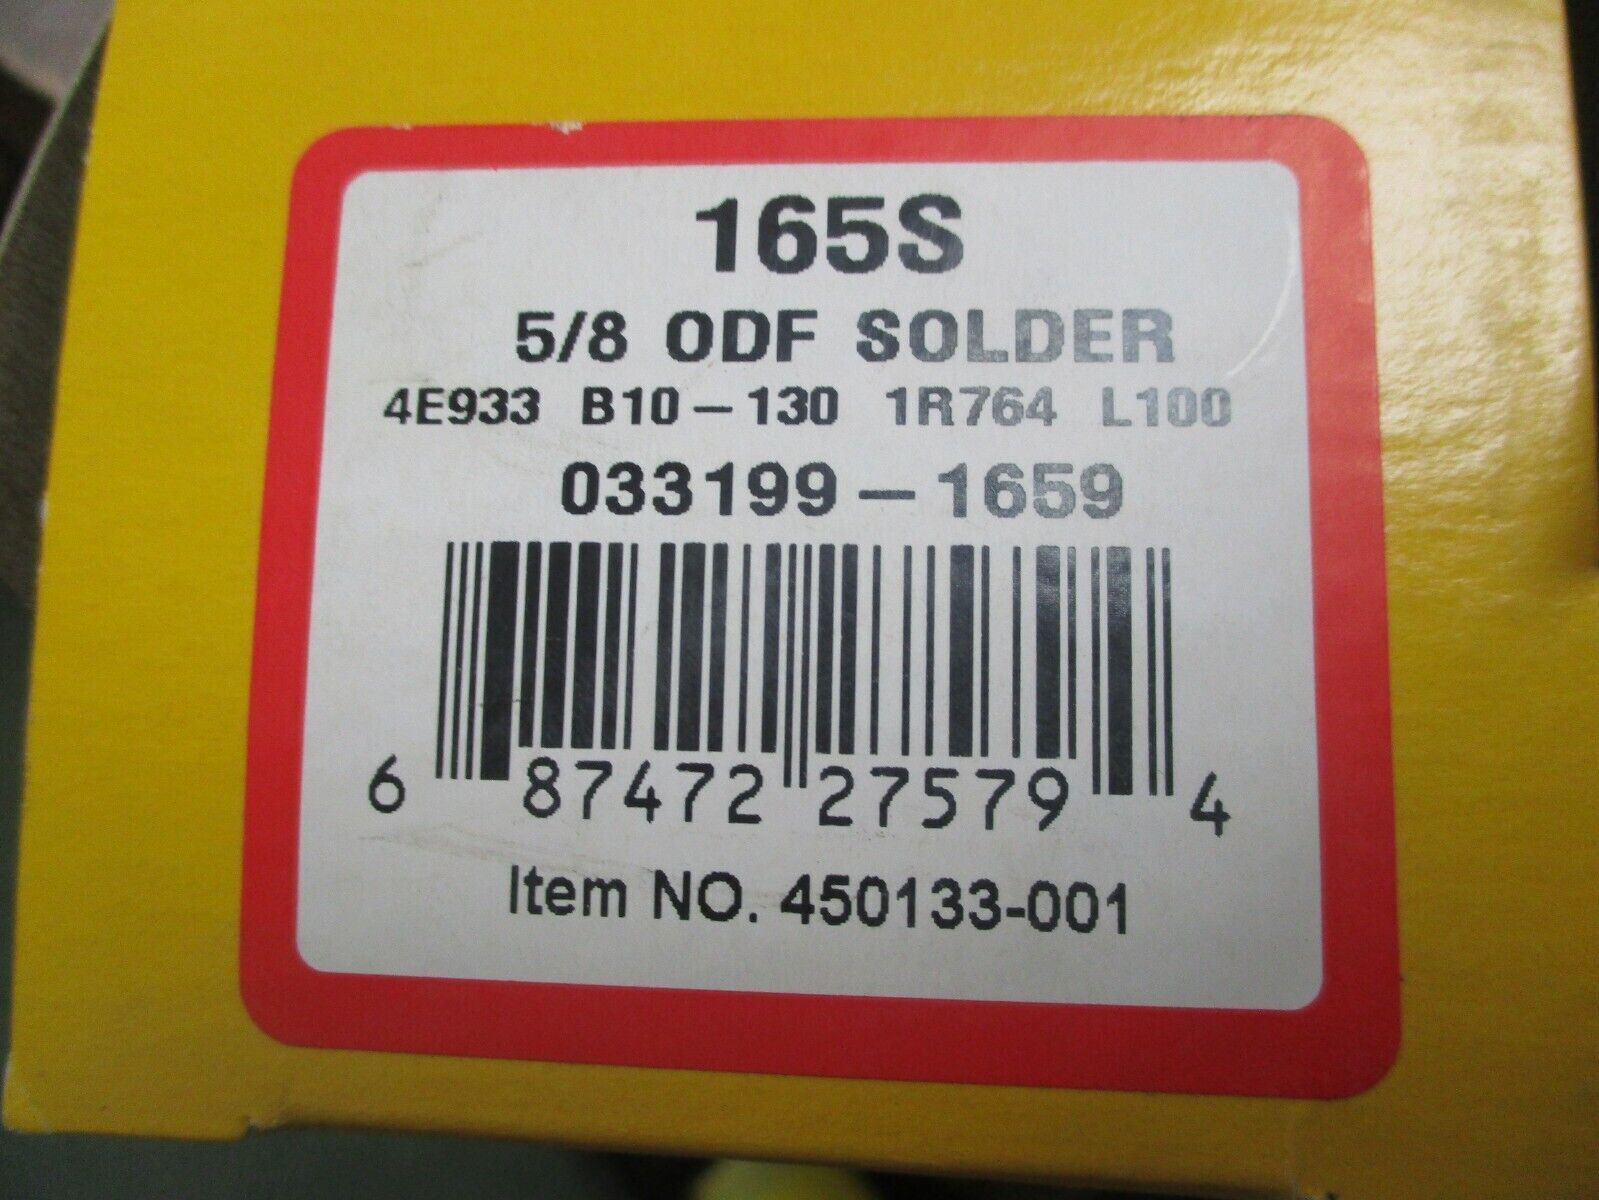 165S
5/8 ODF SOLDER
4E933 B10-130 1R764 L100
033199-1659
6 87472 27579 4
Item NO. 450133-001